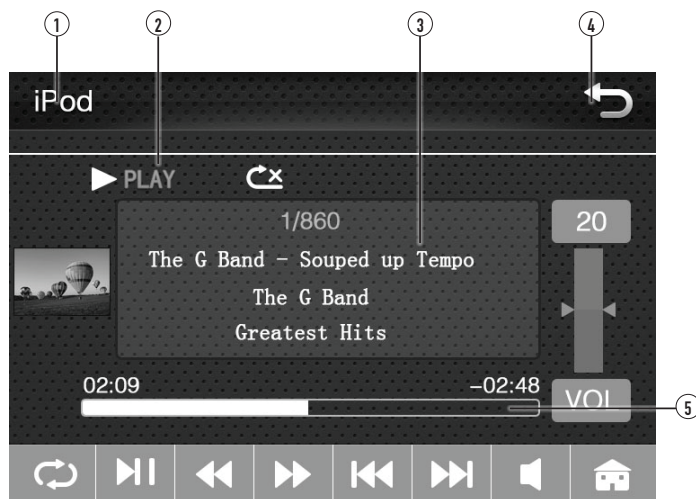 1 2 3 4
iPod
PLAY
1/860
20
The G Band - Souped up Tempo
The G Band
Greatest Hits
02:09
-02:48
VOL
5